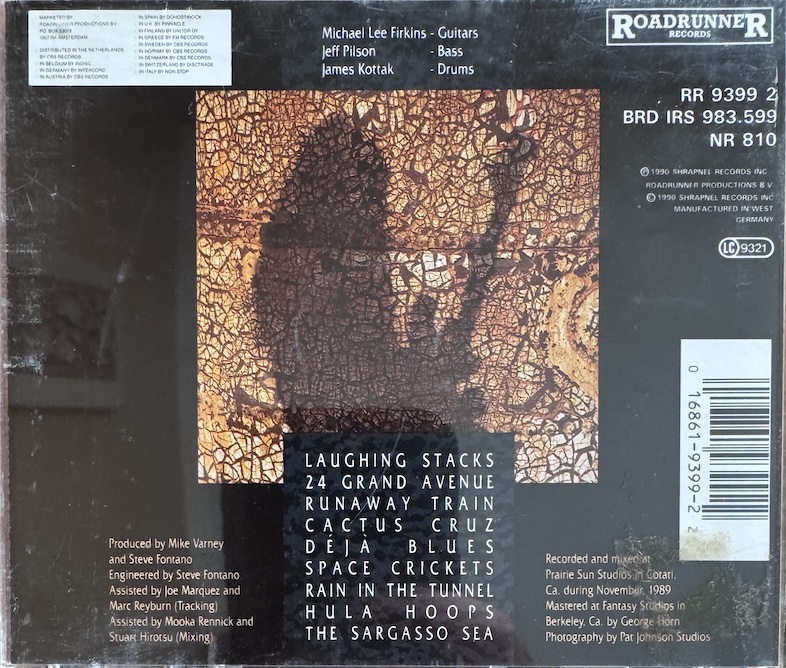 MARKETED BY
ROADRUNNER PRODUCTIONS BV
AMSTERDAM
DISTRIBUTED IN THE NETHERLANDS
BY CBS RECORDS
IN BELGIUM BY INDISC
IN GERMANY BY INTERCORD
IN AUSTRIA BY CBS RECORDS
IN SPAIN BY
IN U.K. BY PINNACLE
IN FINLAND BY
IN GREECE BY FM RECORDS
IN SWEDEN BY CBS RECORDS
IN NORWAY BY CBS RECORDS
IN DENMARK BY CBS RECORDS
IN SWITZERLAND BY DISCTRADE
IN ITALY BY NON STOP
Michael Lee Firkins - Guitars
Jeff Pilson - Bass
James Kottak - Drums
ROADRUNNER
RECORDS
RR 9399 2
BRD IRS 983.599
NR 810
Ⓟ 1990 SHRAPNEL RECORDS INC
ROADRUNNER PRODUCTIONS B V
© 1990 SHRAPNEL RECORDS INC
MANUFACTURED IN WEST
GERMANY
LC 9321
0 16861-9399-2 2
LAUGHING STACKS
24 GRAND AVENUE
RUNAWAY TRAIN
CACTUS CRUZ
DÉJÀ BLUES
SPACE CRICKETS
RAIN IN THE TUNNEL
HULA HOOPS
THE SARGASSO SEA
Produced by Mike Varney
and Steve Fontano
Engineered by Steve Fontano
Assisted by Joe Marquez and
Marc Reyburn (Tracking)
Assisted by Mooka Rennick and
Stuart Hirotsu (Mixing)
Recorded and mixed at
Prairie Sun Studios in Cotati,
Ca. during November, 1989
Mastered at Fantasy Studios in
Berkeley, Ca. by George Horn
Photography by Pat Johnson Studios